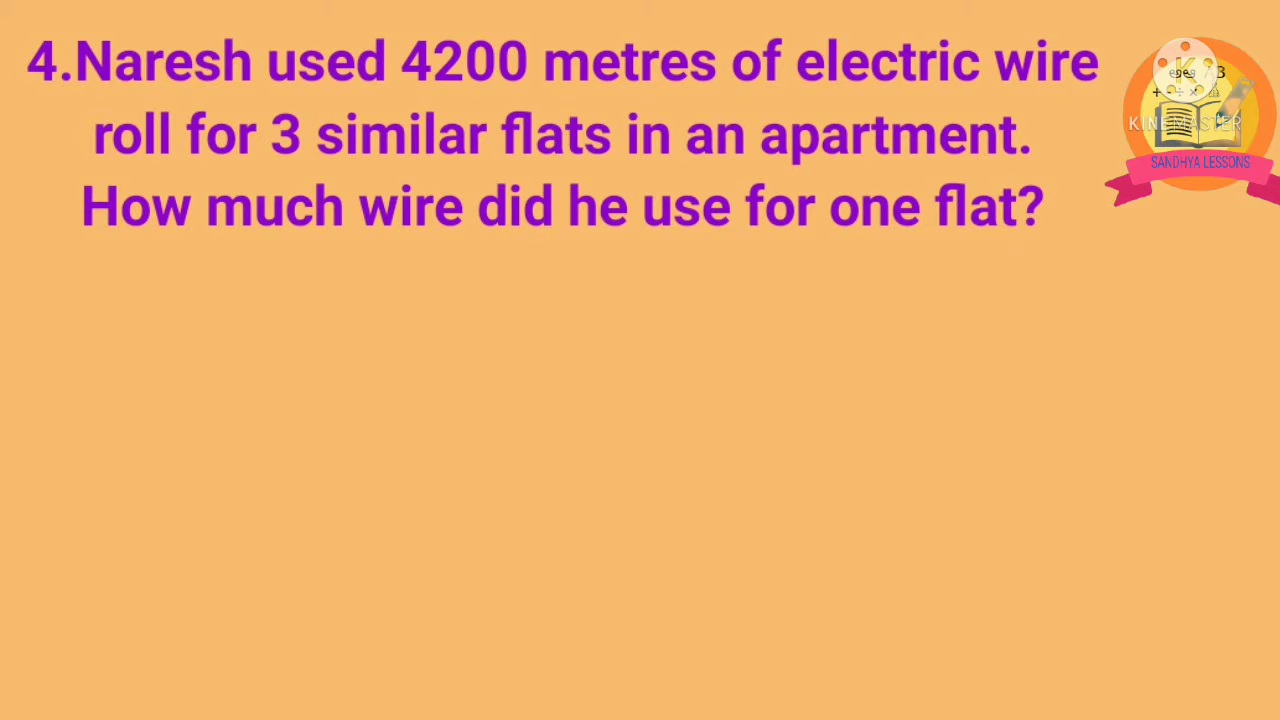 4.Naresh used 4200 metres of electric wire
roll for 3 similar flats in an apartment.
How much wire did he use for one flat?
KINEMASTER
SANDHYA LESSONS